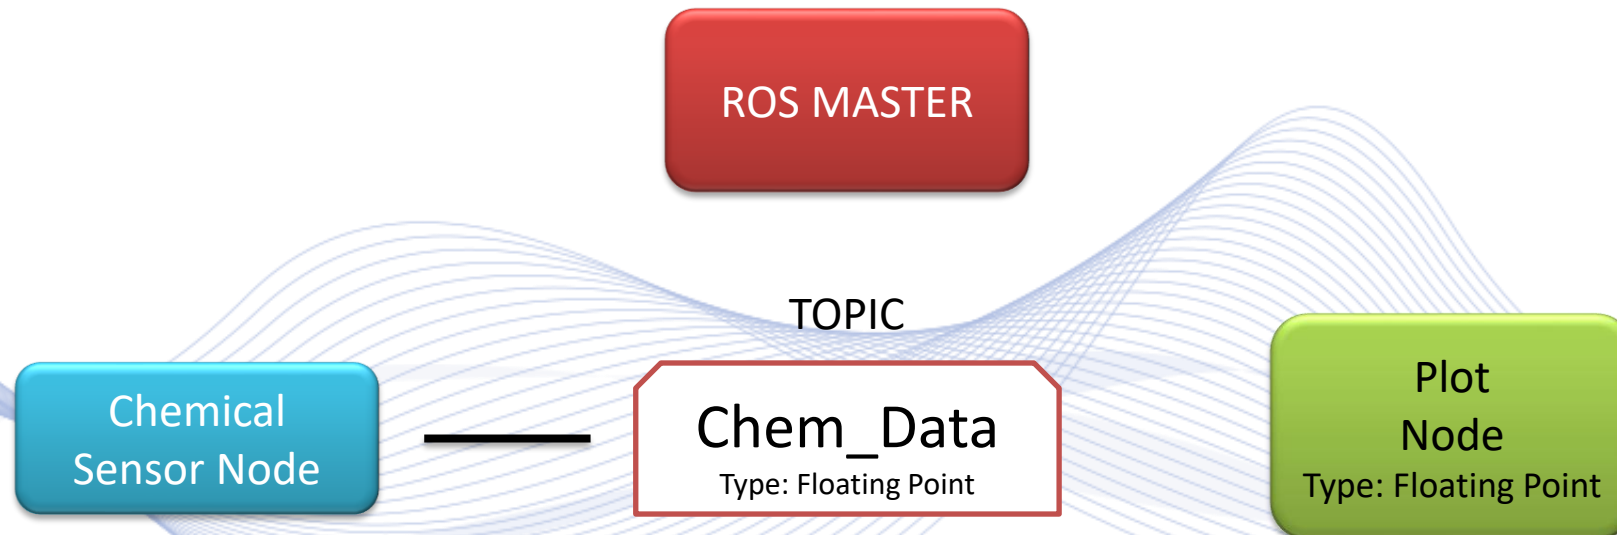 ROS MASTER
TOPIC
Chemical
Sensor Node
Chem_Data
Type: Floating Point
Plot
Node
Type: Floating Point